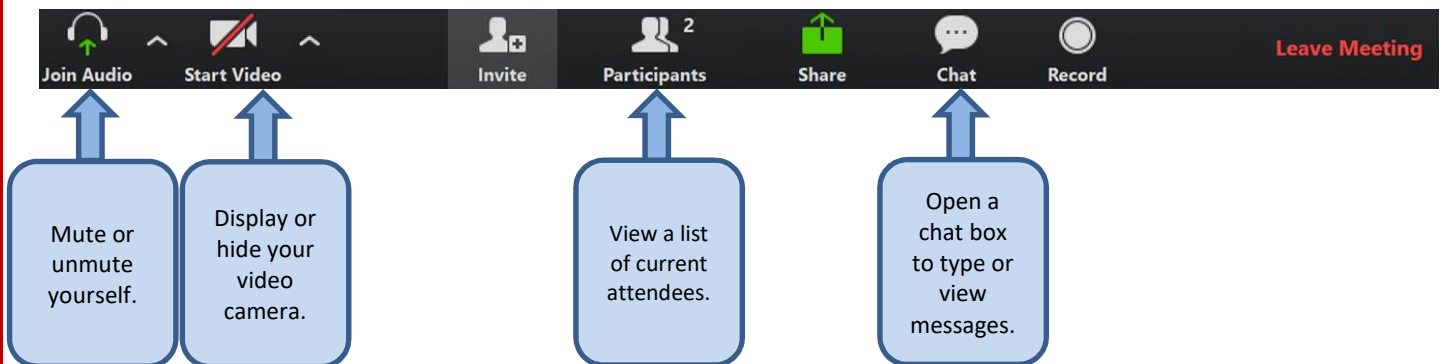 2
Join Audio Start Video Invite Participants Share Chat Record Leave Meeting
Mute or
unmute
yourself.
Display or
hide your
video
camera.
View a list
of current
attendees.
Open a
chat box
to type or
view
messages.